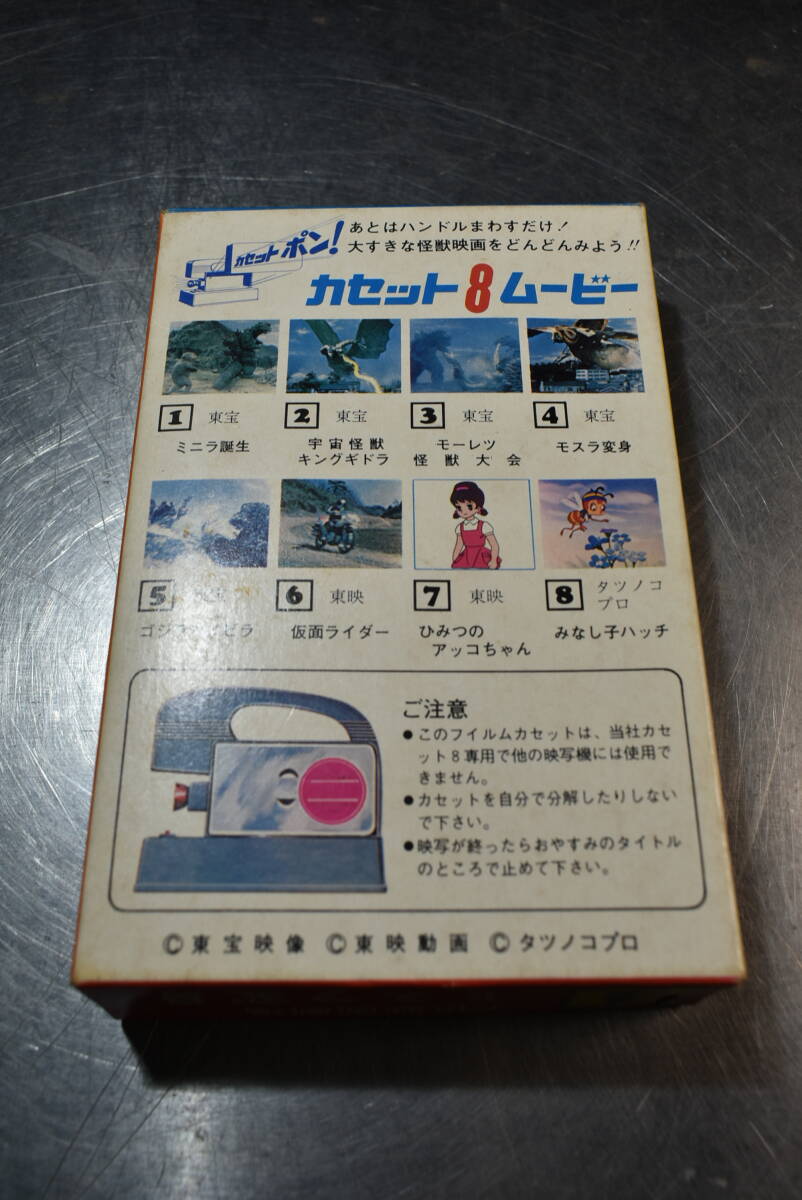 カセット ポン!
あとはハンドルまわすだけ!
大すきな怪獣映画をどんどんみよう!!
カセット8ムービー
1 東宝
ミニラ誕生
2 東宝
宇宙怪獣
キングギドラ
3 東宝
モーレツ
怪獣大会
4 東宝
モスラ変身
5
6 東映
仮面ライダー
7 東映
ひみつの
アッコちゃん
8 タツノコ
プロ
みなし子ハッチ
ご注意
●このフイルムカセットは、当社カセ
ット8専用で他の映写機には使用で
きません。
●カセットを自分で分解したりしない
で下さい。
●映写が終ったらおやすみのタイトル
のところで止めて下さい。
©東宝映像 ©東映動画 ©タツノコプロ